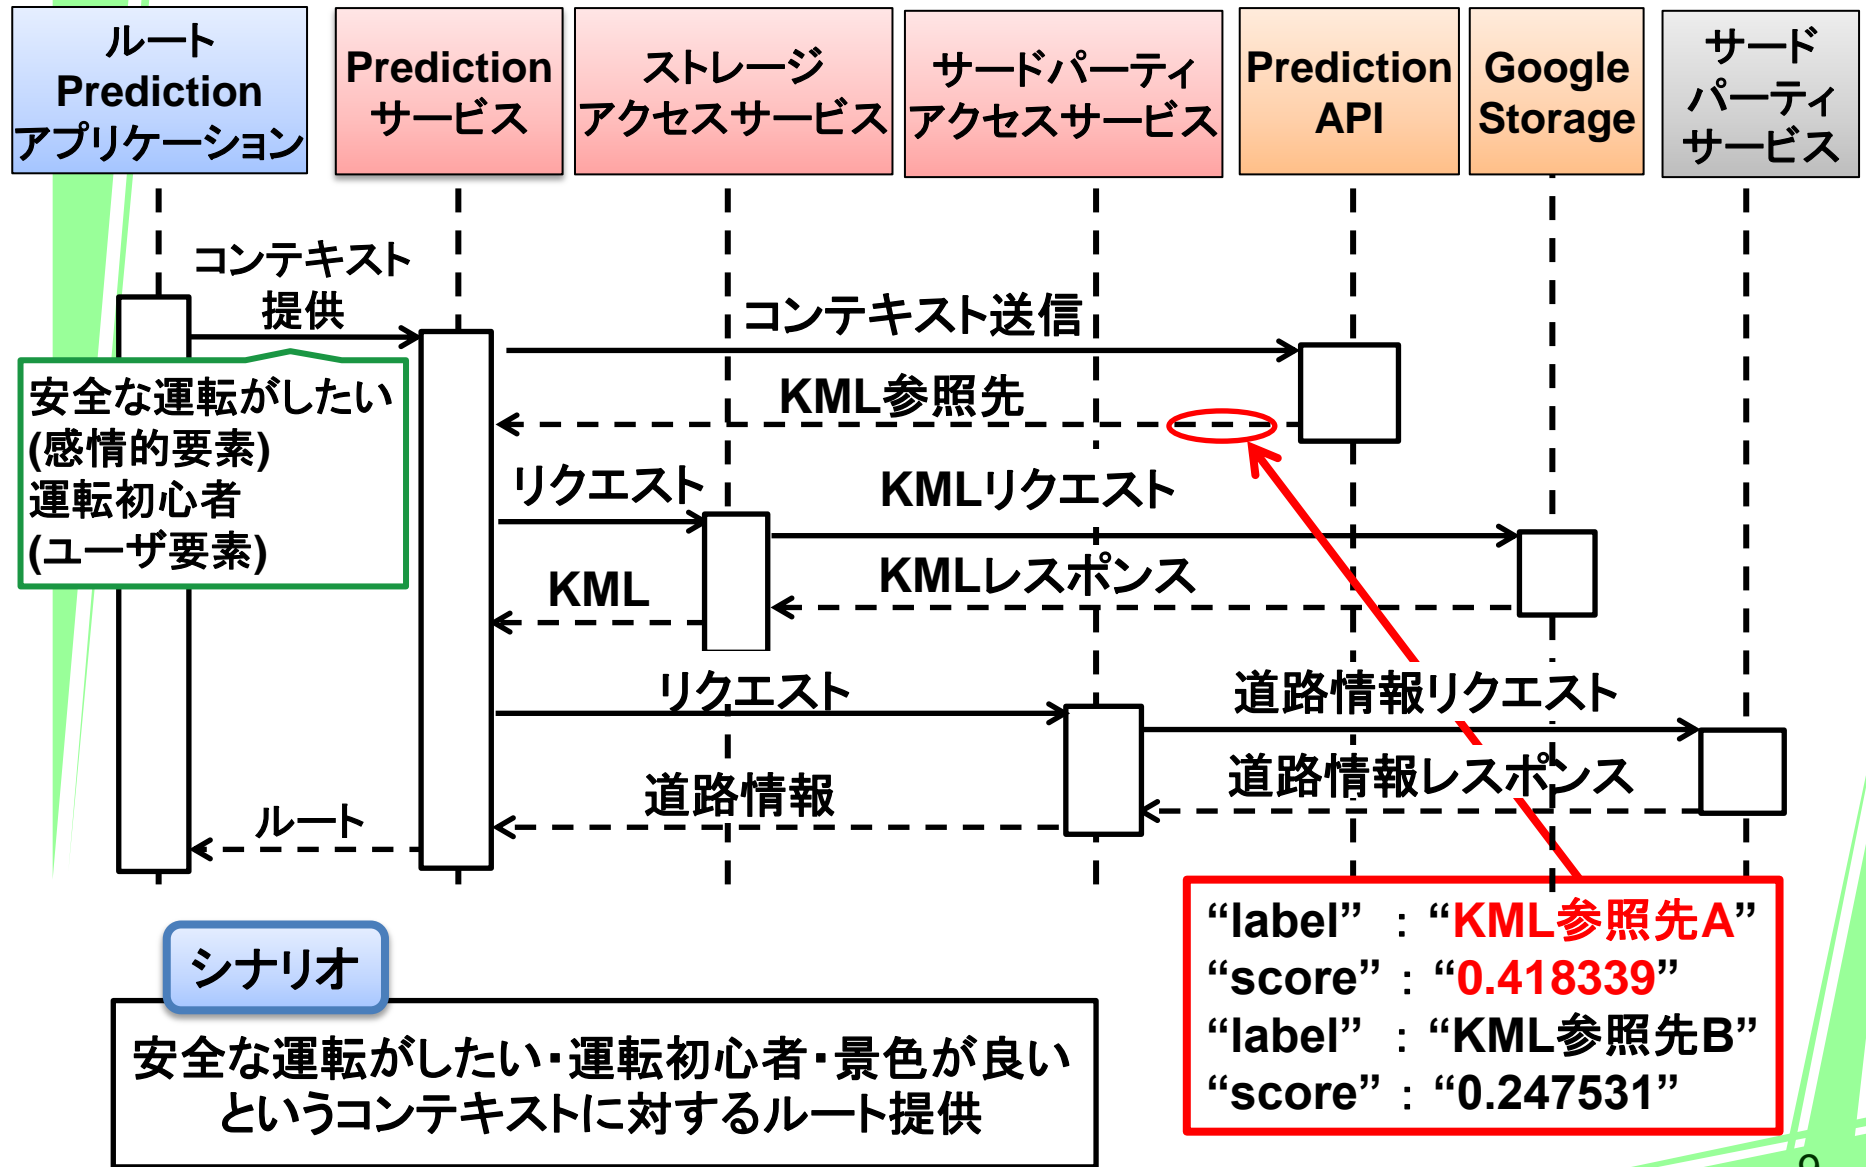 ルート
Prediction
アプリケーション
Prediction
サービス
ストレージ
アクセスサービス
サードパーティ
アクセスサービス
Prediction
API
Google
Storage
サード
パーティ
サービス
コンテキスト
提供
コンテキスト送信
安全な運転がしたい
(感情的要素)
運転初心者
(ユーザ要素)
KML参照先
リクエスト
KMLリクエスト
KML
KMLレスポンス
リクエスト
道路情報リクエスト
道路情報
道路情報レスポンス
ルート
“label” : “KML参照先A”
“score” : “0.418339”
“label” : “KML参照先B”
“score” : “0.247531”
シナリオ
安全な運転がしたい・運転初心者・景色が良い
というコンテキストに対するルート提供